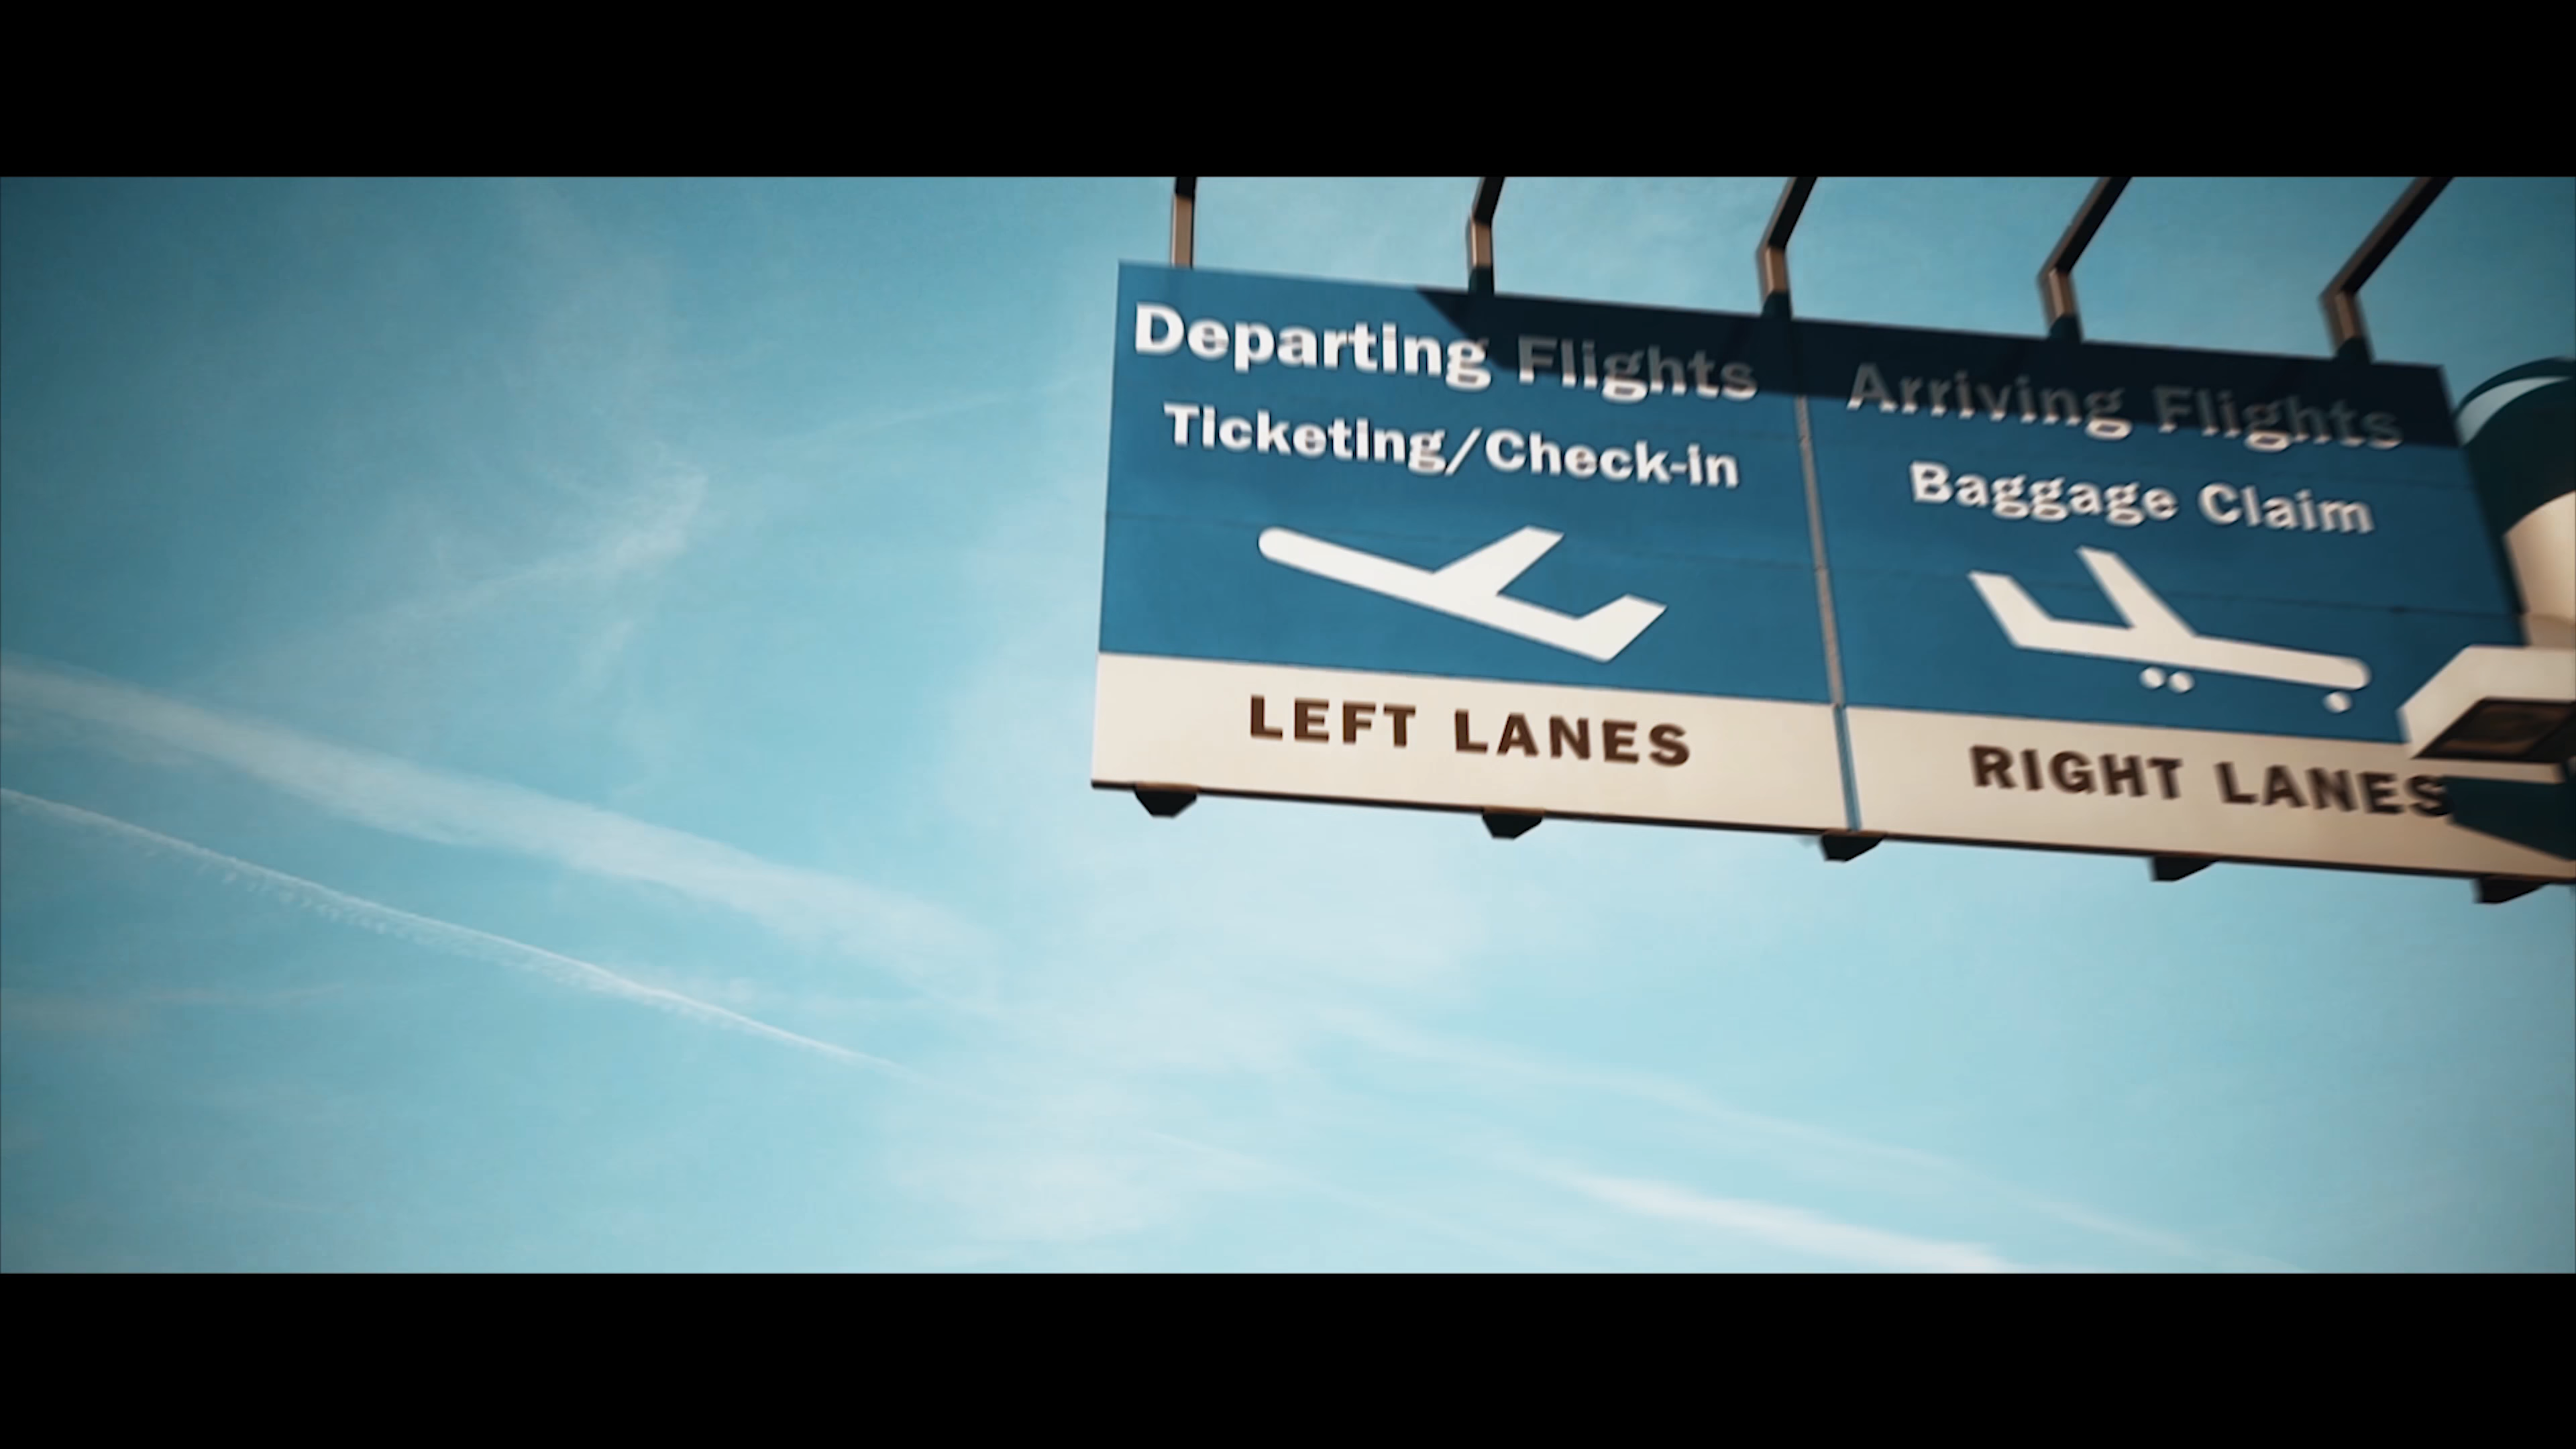 Departing Flights
Ticketing/Check-in
LEFT LANES
Arriving Flights
Baggage Claim
RIGHT LANES